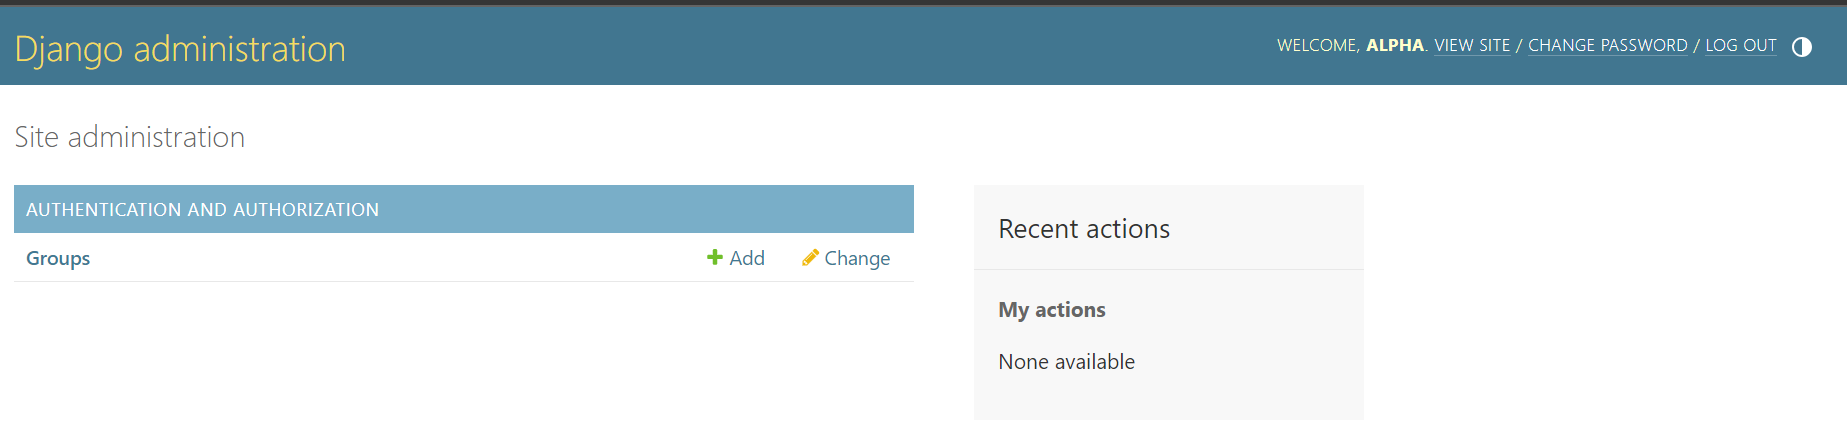 Django administration
WELCOME, ALPHA. VIEW SITE / CHANGE PASSWORD / LOG OUT
Site administration
AUTHENTICATION AND AUTHORIZATION
Groups Add Change
Recent actions
My actions
None available